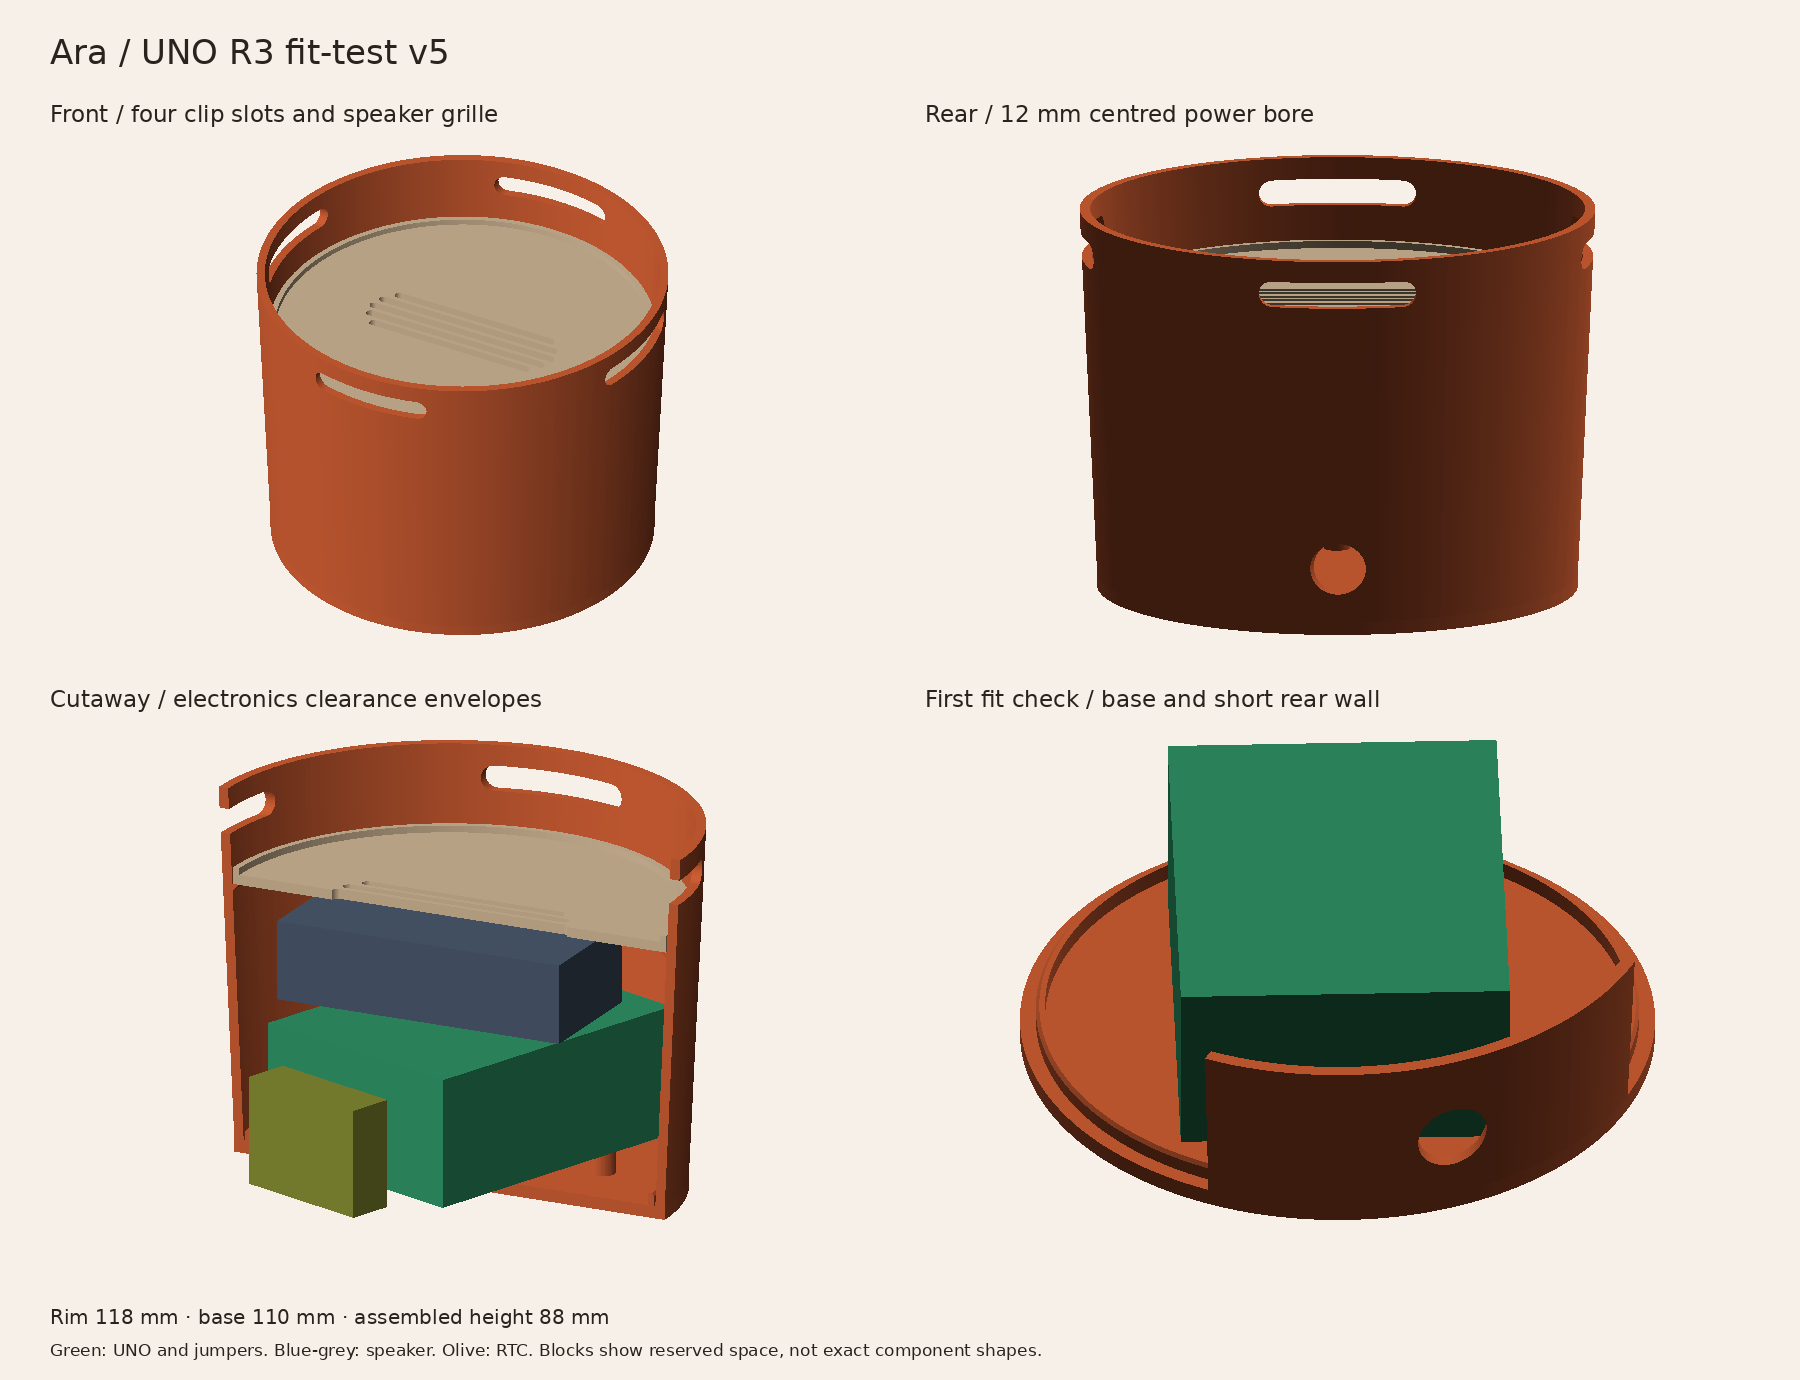 Ara / UNO R3 fit-test v5
Front / four clip slots and speaker grille
Rear / 12 mm centred power bore
Cutaway / electronics clearance envelopes
First fit check / base and short rear wall
Rim 118 mm · base 110 mm · assembled height 88 mm
Green: UNO and jumpers. Blue-grey: speaker. Olive: RTC. Blocks show reserved space, not exact component shapes.